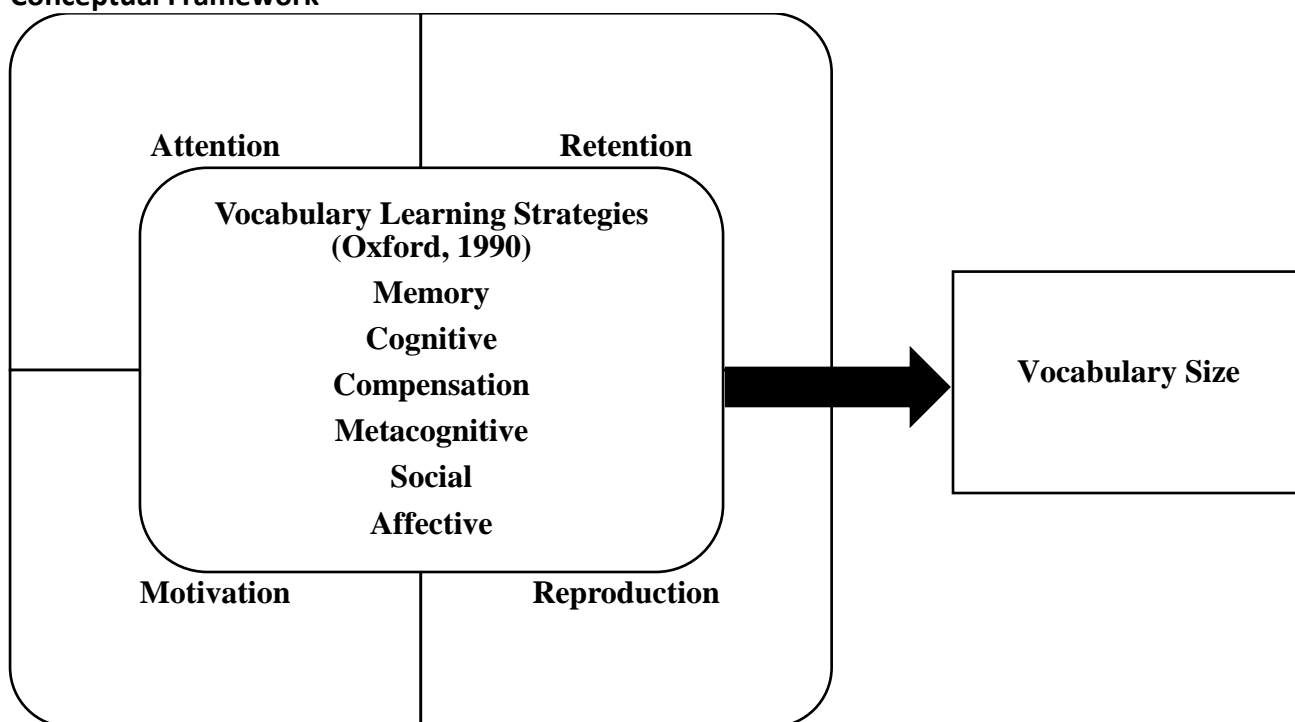 Conceptual Framework
Attention
Retention
Vocabulary Learning Strategies
(Oxford, 1990)
Memory
Cognitive
Compensation
Metacognitive
Social
Affective
Vocabulary Size
Motivation
Reproduction